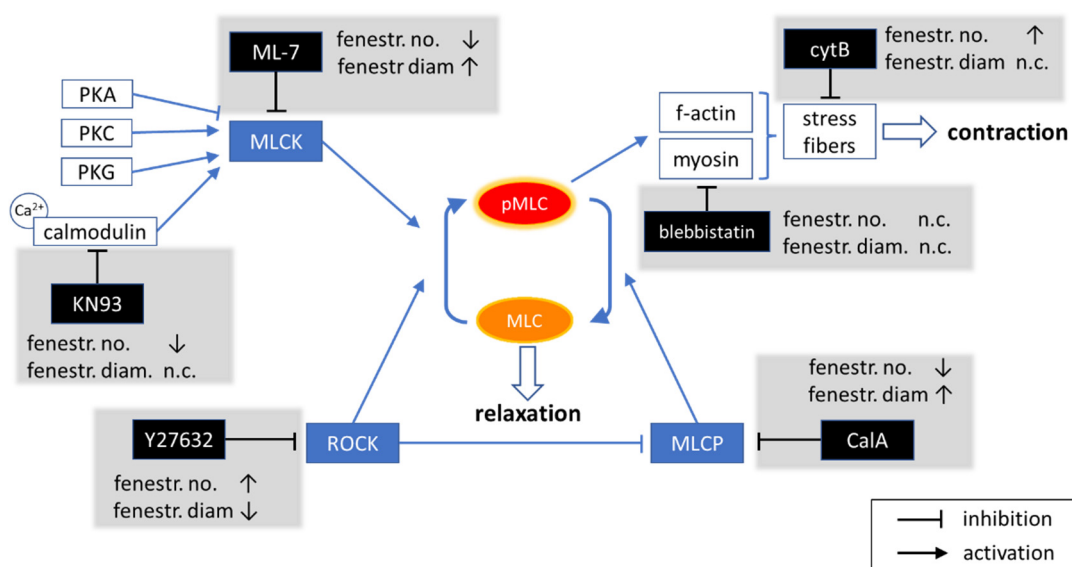 ML-7
fenestr. no. ↓
fenestr diam ↑
cytB
fenestr. no. ↑
fenestr. diam n.c.
PKA
PKC
PKG
MLCK
Ca2+
calmodulin
KN93
fenestr. no. ↓
fenestr. diam. n.c.
f-actin
myosin
stress
fibers
contraction
pMLC
blebbistatin
fenestr. no. n.c.
fenestr. diam. n.c.
MLC
relaxation
Y27632
fenestr. no. ↑
fenestr. diam ↓
ROCK
MLCP
fenestr. no. ↓
fenestr. diam ↑
CalA
inhibition
activation